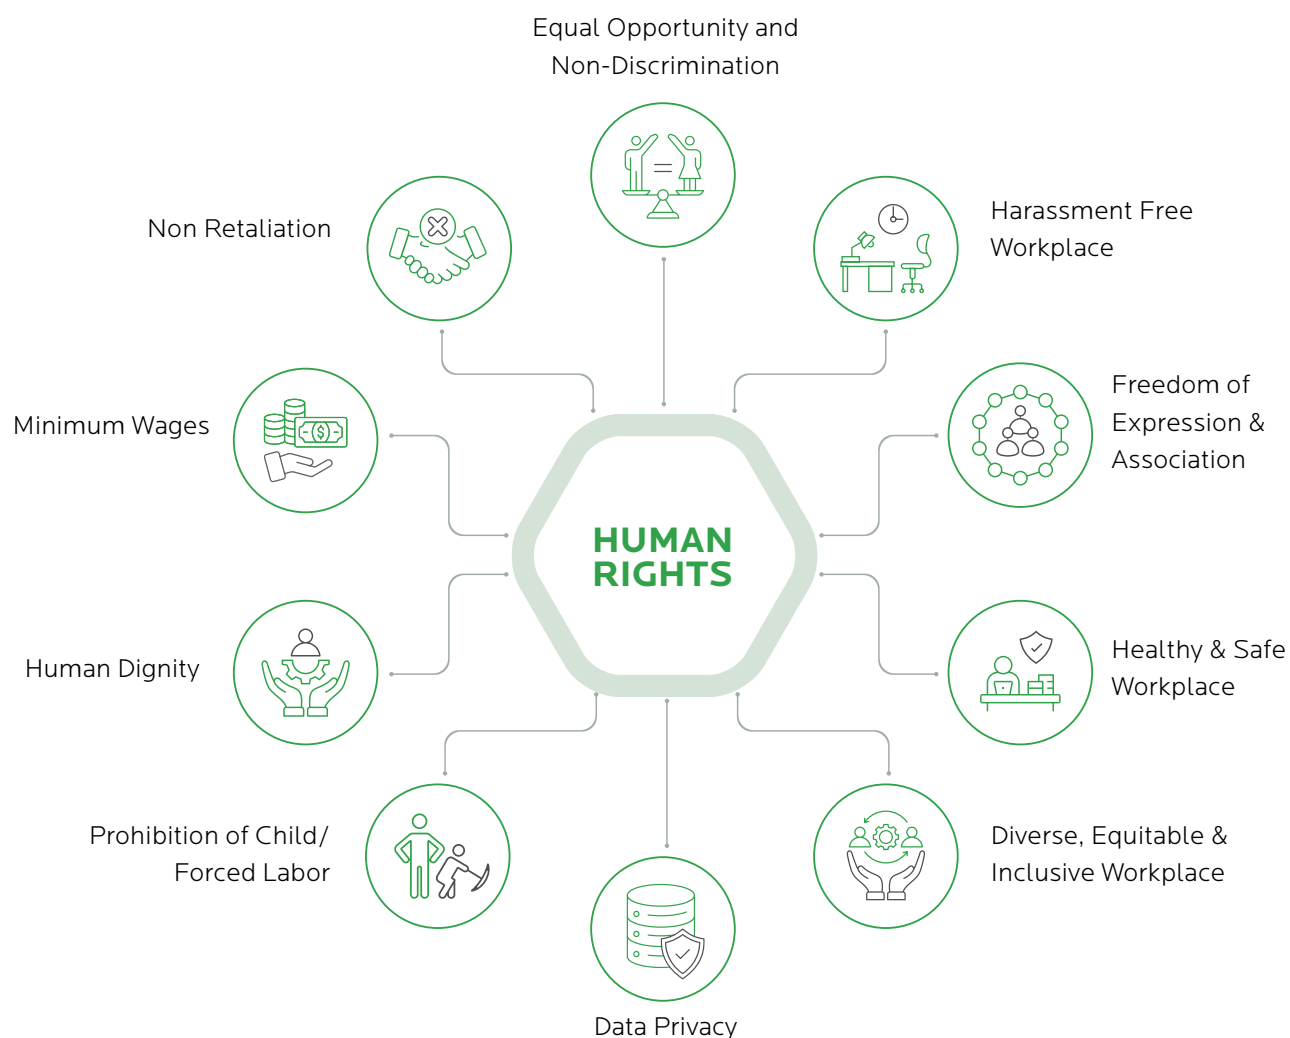 Equal Opportunity and
Non-Discrimination
Harassment Free
Workplace
Freedom of
Expression &
Association
Healthy & Safe
Workplace
Diverse, Equitable &
Inclusive Workplace
Data Privacy
Prohibition of Child/
Forced Labor
Human Dignity
Minimum Wages
Non Retaliation
HUMAN
RIGHTS